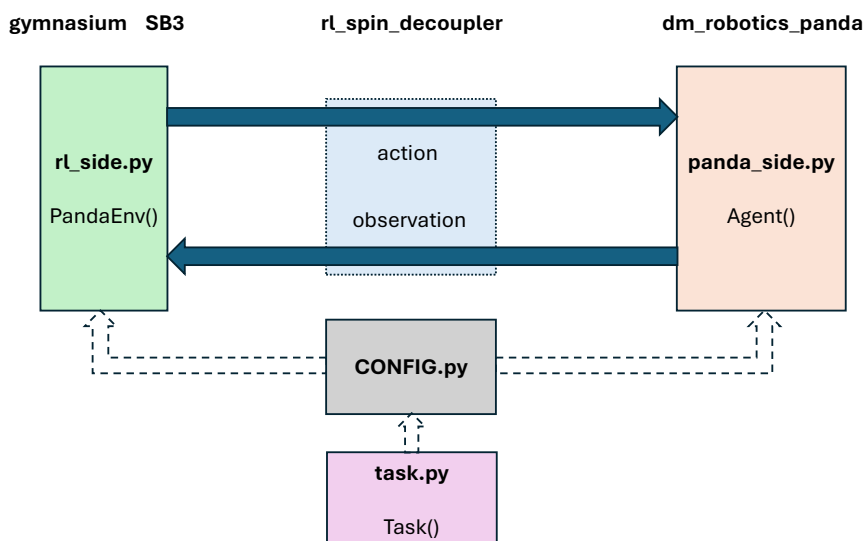 gymnasium SB3
rl_spin_decoupler
dm_robotics_panda
rl_side.py
PandaEnv()
action
observation
panda_side.py
Agent()
CONFIG.py
task.py
Task()